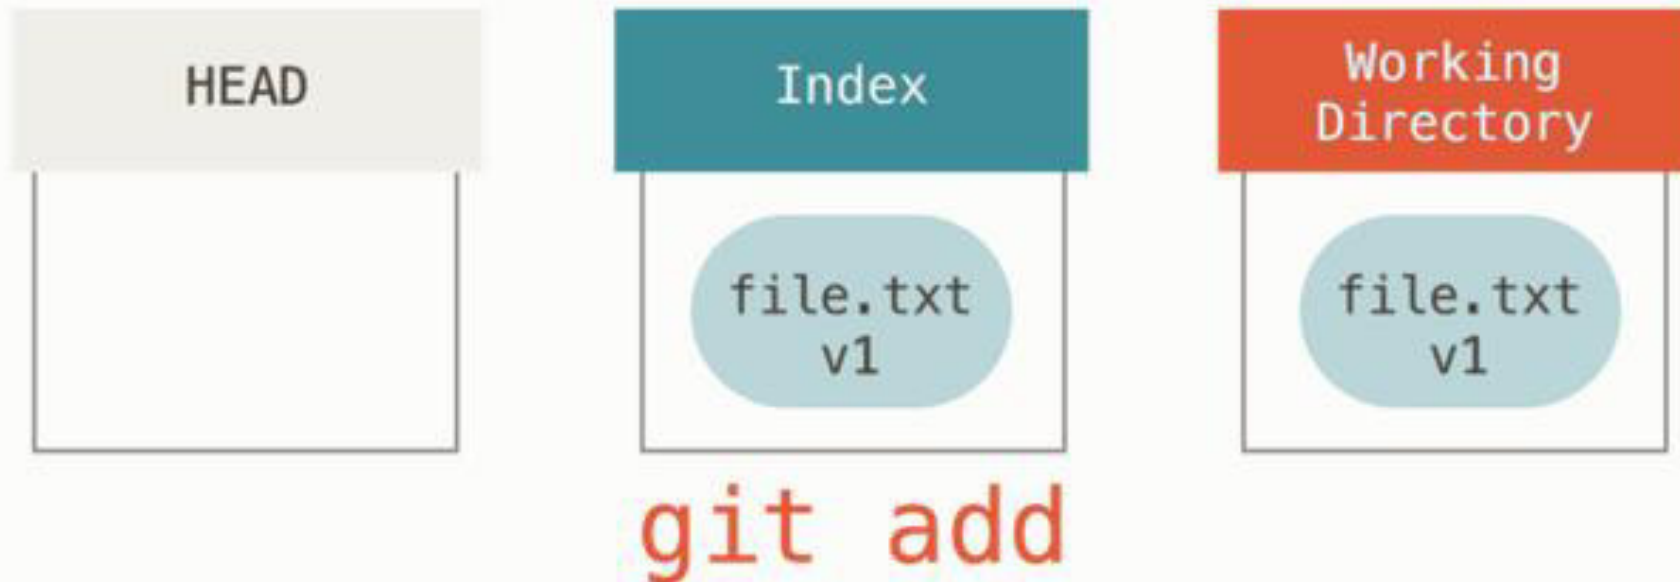 HEAD
Index
Working
Directory
file.txt
v1
file.txt
v1
git add